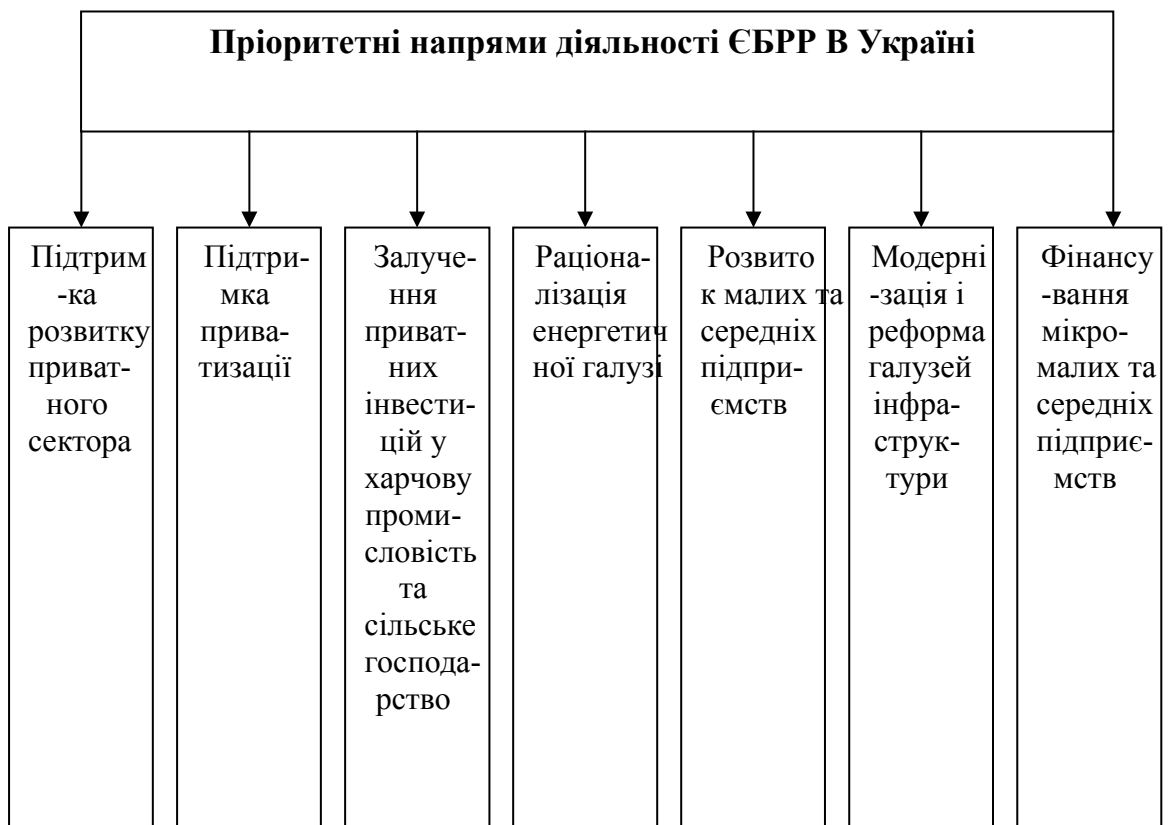 Пріоритетні напрями діяльності ЄБРР В Україні
Підтрим
-ка
розвитку
приват-
ного
сектора
Підтри-
мка
прива-
тизації
Залуче-
ння
приват-
них
інвести-
цій у
харчову
проми-
словість
та
сільське
господа-
рство
Раціона-
лізація
енергетич
ної галузі
Розвито
к малих та
середніх
підпри-
ємств
Модерні
-зація і
реформа
галузей
інфра-
струк-
тури
Фінансу
-вання
мікро-
малих та
середніх
підприє-
мств